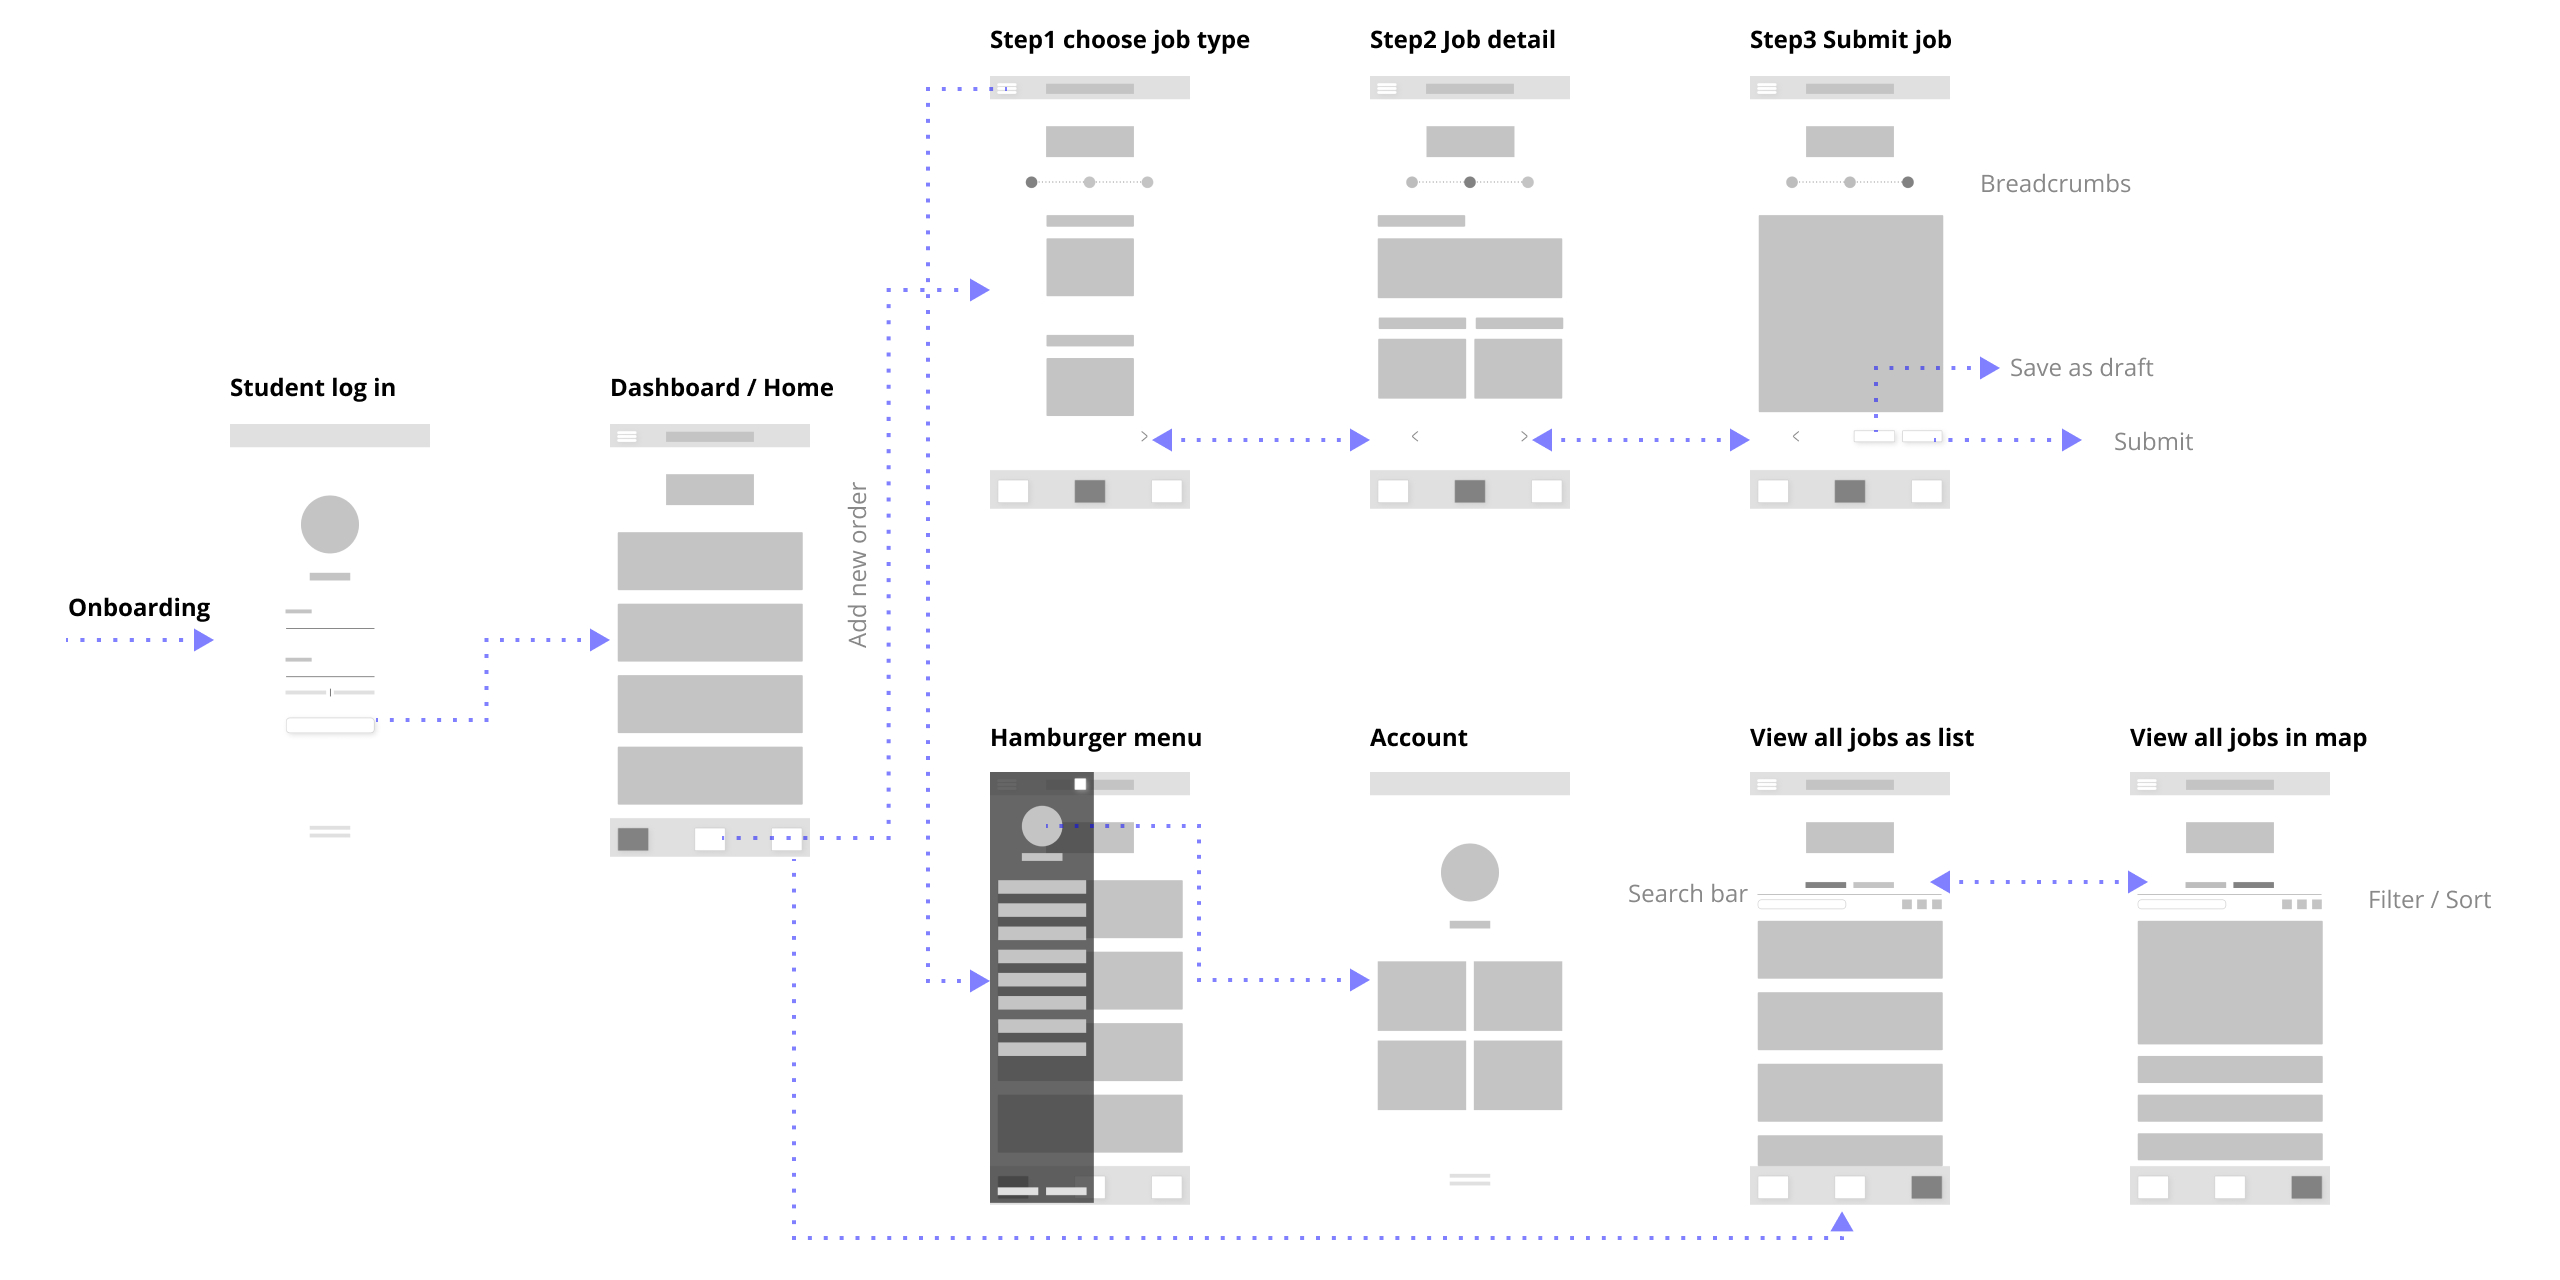 Step1 choose job type
Step2 Job detail
Step3 Submit job
Breadcrumbs
Save as draft
Submit
Student log in
Dashboard / Home
Add new order
Onboarding
Hamburger menu
Account
View all jobs as list
View all jobs in map
Search bar
Filter / Sort